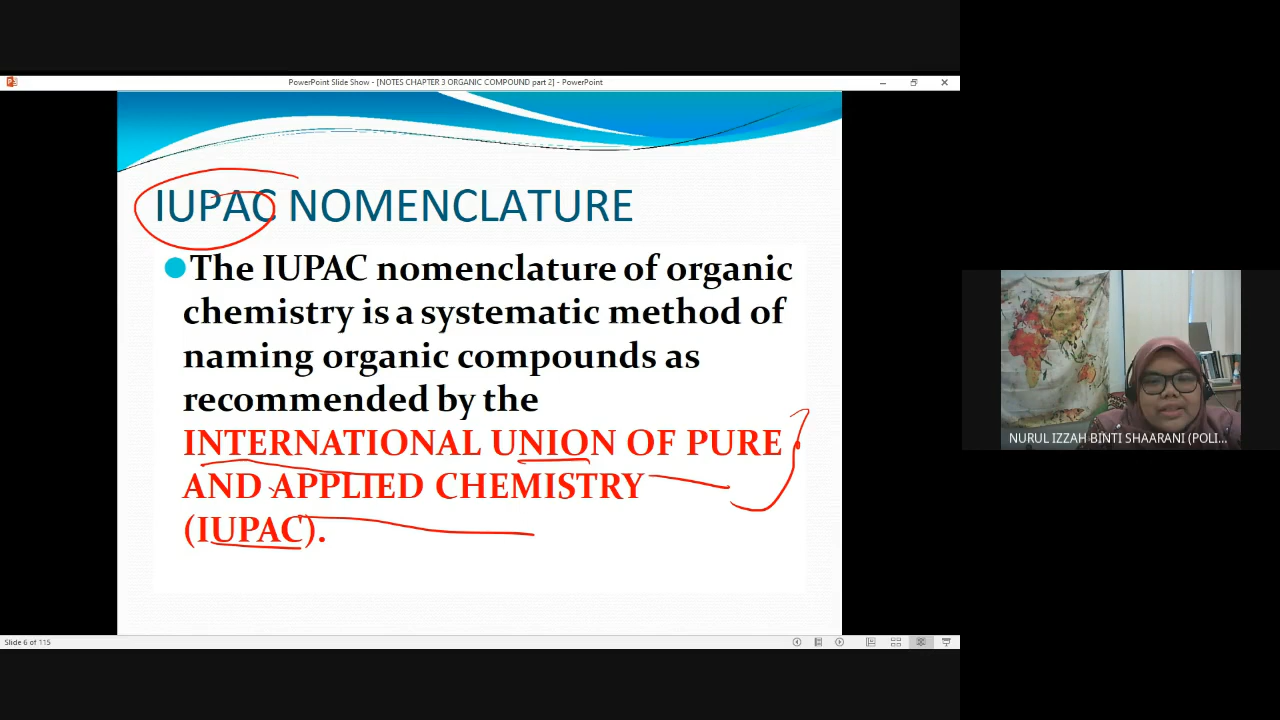 PowerPoint Slide Show - [NOTES CHAPTER 3 ORGANIC COMPOUND part 2] - PowerPoint
IUPAC NOMENCLATURE
The IUPAC nomenclature of organic
chemistry is a systematic method of
naming organic compounds as
recommended by the
INTERNATIONAL UNION OF PURE
AND APPLIED CHEMISTRY
(IUPAC).
NURUL IZZAH BINTI SHAARANI (POLI...
Slide 6 of 115